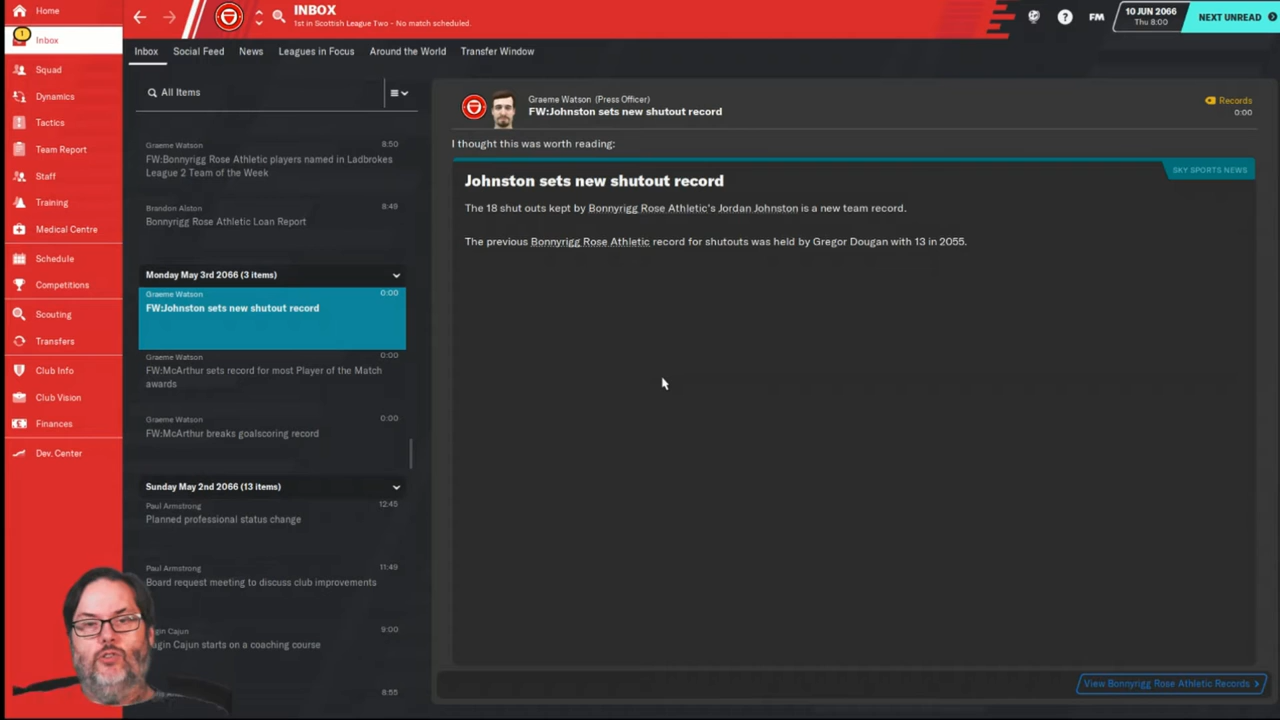 Home
INBOX
1st in Scottish League Two - No match scheduled.
FM
10 JUN 2066
Thu 8:00
NEXT UNREAD
1
Inbox
Squad
Dynamics
Tactics
Team Report
Staff
Training
Medical Centre
Schedule
Competitions
Scouting
Transfers
Club Info
Club Vision
Finances
Dev. Center
Inbox
Social Feed
News
Leagues in Focus
Around the World
Transfer Window
All Items
Graeme Watson
8:50
FW:Bonnyrigg Rose Athletic players named in Ladbrokes
League 2 Team of the Week
Brandon Alston
8:49
Bonnyrigg Rose Athletic Loan Report
Monday May 3rd 2066 (3 items)
Graeme Watson
0:00
FW:Johnston sets new shutout record
Graeme Watson
0:00
FW:McArthur sets record for most Player of the Match
awards
Graeme Watson
0:00
FW:McArthur breaks goalscoring record
Sunday May 2nd 2066 (13 items)
Paul Armstrong
12:45
Planned professional status change
Paul Armstrong
11:49
Board request meeting to discuss club improvements
gin Cajun
9:00
agin Cajun starts on a coaching course
8:55
Graeme Watson (Press Officer)
FW:Johnston sets new shutout record
Records
0:00
I thought this was worth reading:
SKY SPORTS NEWS
Johnston sets new shutout record
The 18 shut outs kept by Bonnyrigg Rose Athletic's Jordan Johnston is a new team record.
The previous Bonnyrigg Rose Athletic record for shutouts was held by Gregor Dougan with 13 in 2055.
View Bonnyrigg Rose Athletic Records